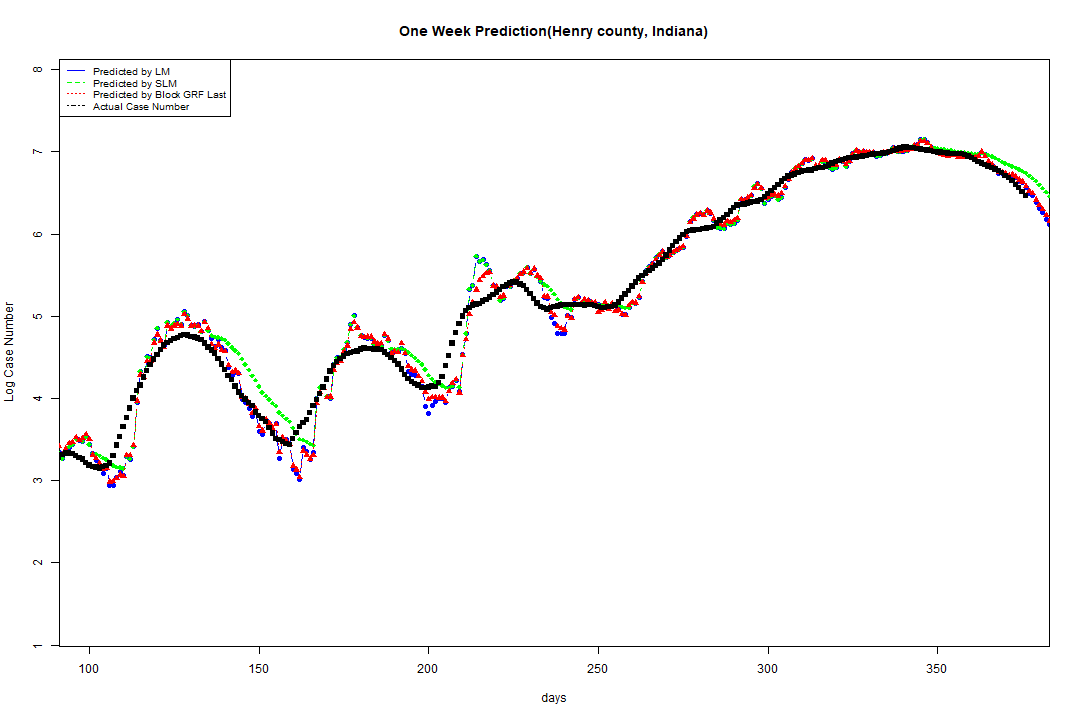 One Week Prediction(Henry county, Indiana)
Predicted by LM
Predicted by SLM
Predicted by Block GRF Last
Actual Case Number
8
7
6
5
4
3
2
1
Log Case Number
100 150 200 250 300 350
days